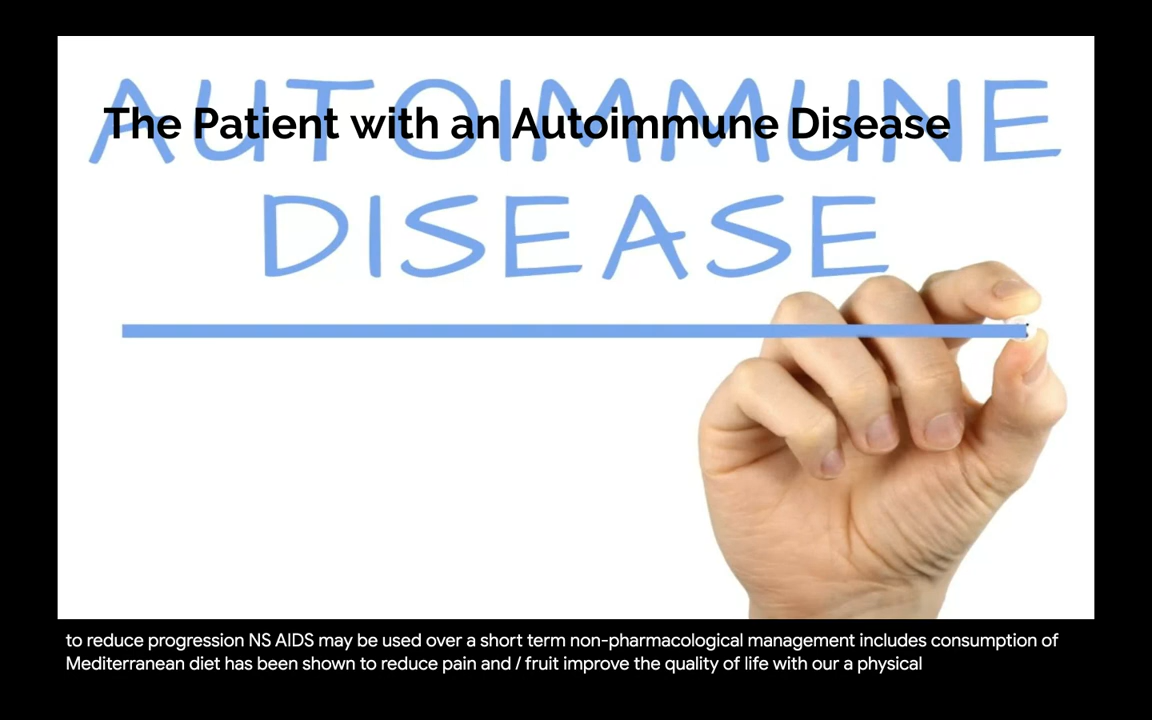 AUTOIMMUNE
The Patient with an Autoimmune Disease
DISEASE
to reduce progression NS AIDS may be used over a short term non-pharmacological management includes consumption of
Mediterranean diet has been shown to reduce pain and / fruit improve the quality of life with our a physical